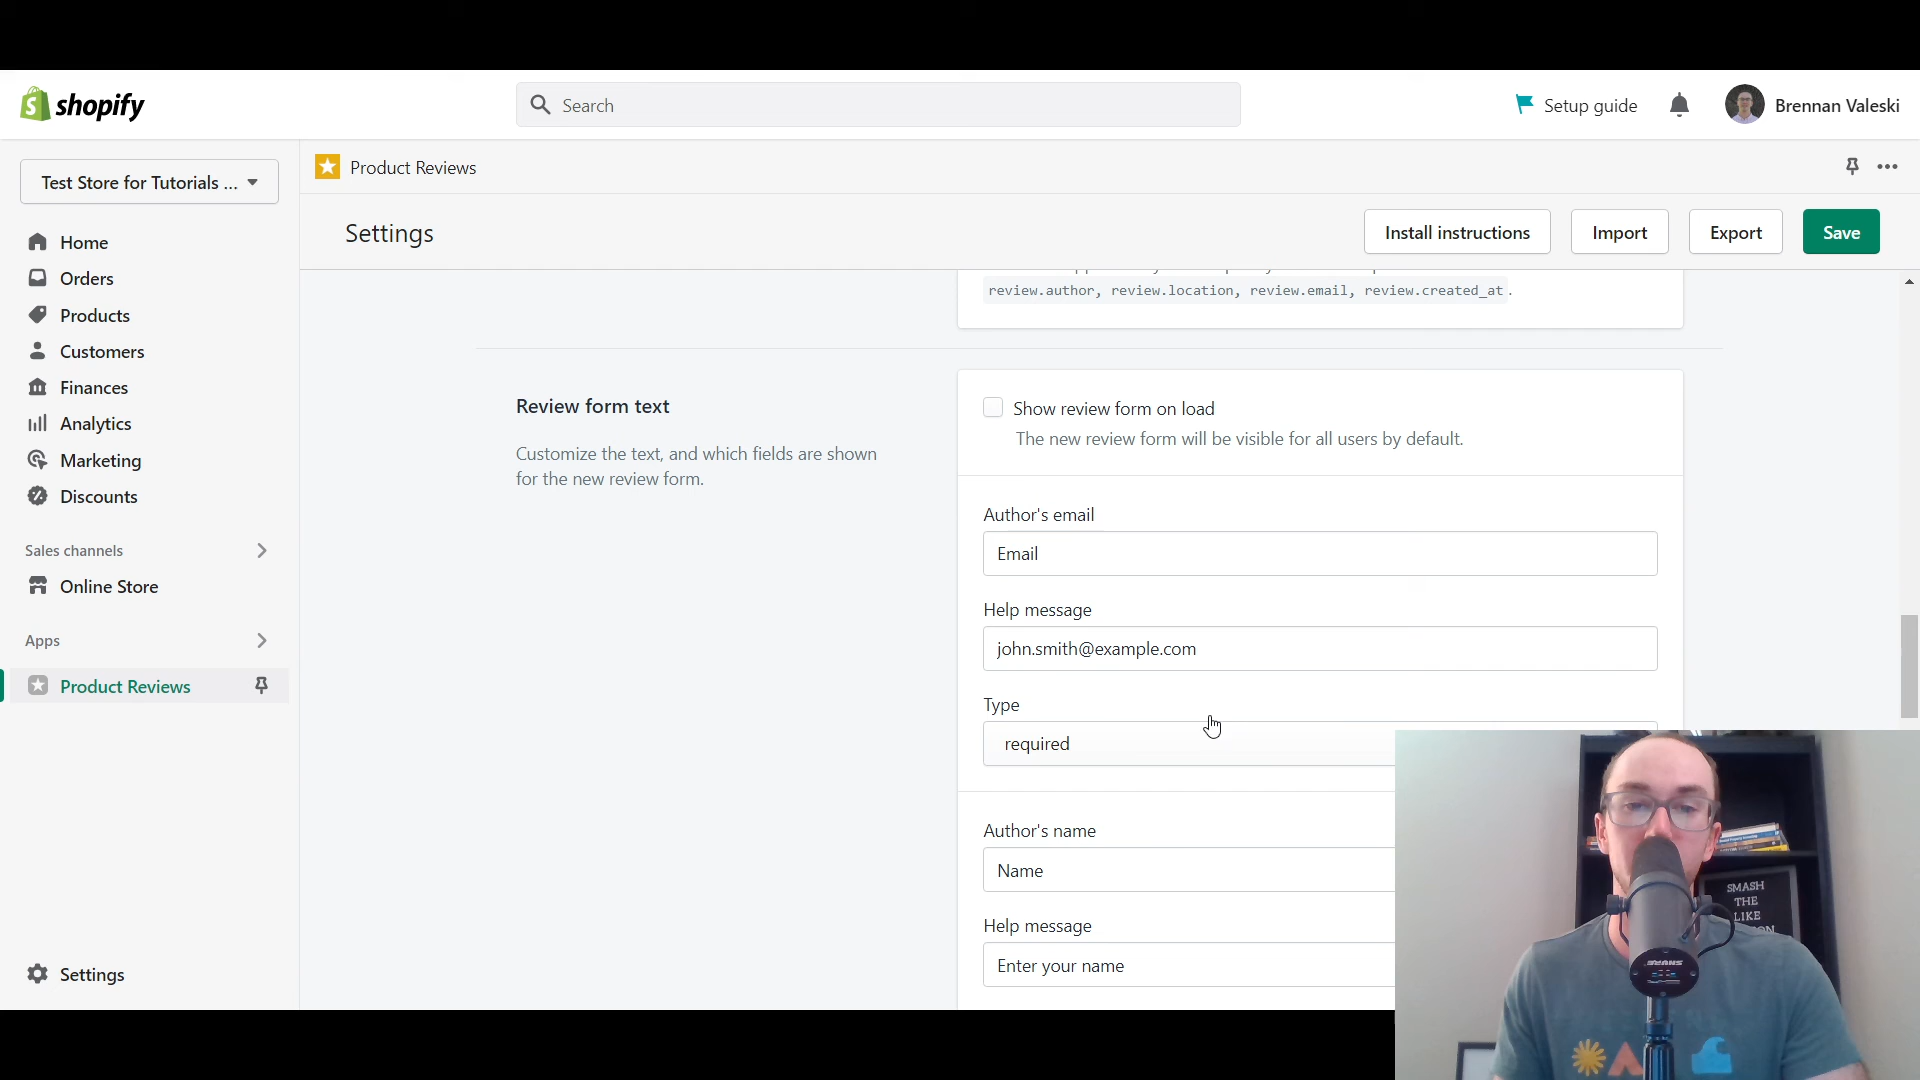 shopify
Search
Setup guide
Brennan Valeski
Test Store for Tutorials ...
Product Reviews
Settings
Install instructions
Import
Export
Save
Home
Orders
Products
Customers
Finances
Analytics
Marketing
Discounts
Sales channels
Online Store
Apps
Product Reviews
Settings
review.author, review.location, review.email, review.created_at.
Review form text
Customize the text, and which fields are shown
for the new review form.
Show review form on load
The new review form will be visible for all users by default.
Author's email
Email
Help message
john.smith@example.com
Type
required
Author's name
Name
Help message
Enter your name
SMASH
THE
LIKE
SHURE